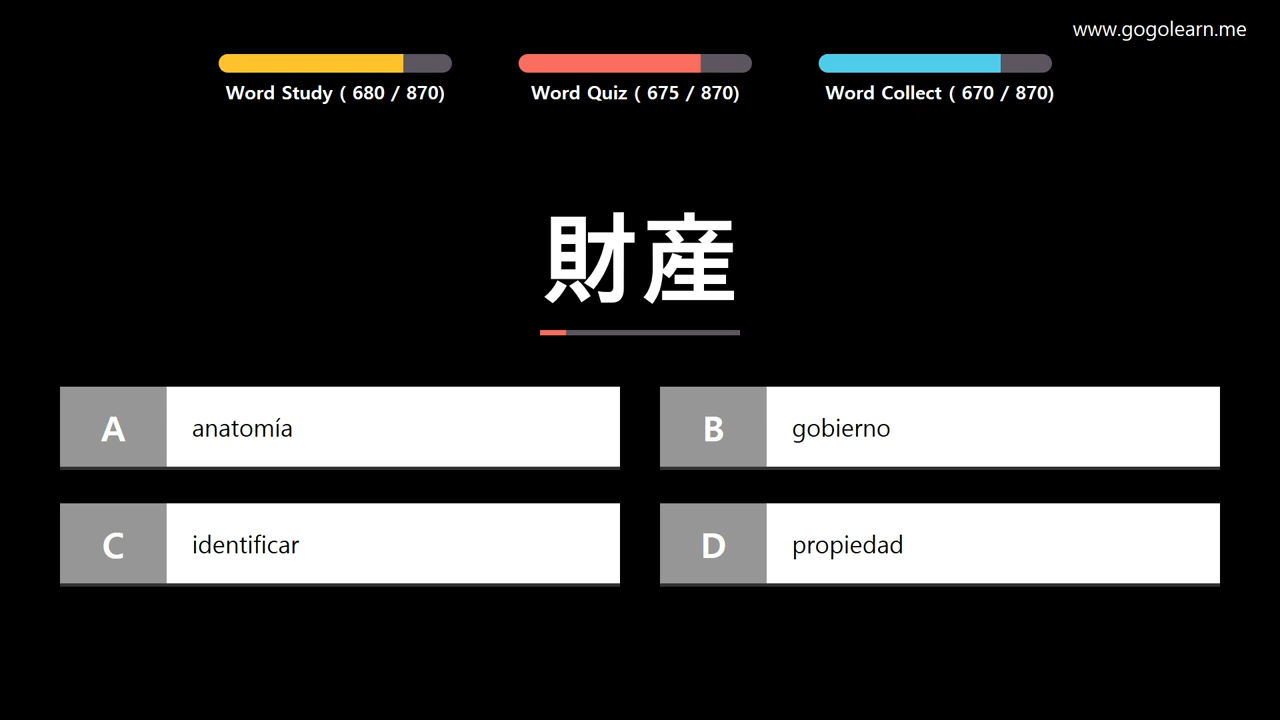 www.gogolearn.me
Word Study ( 680 / 870)
Word Quiz ( 675 / 870)
Word Collect ( 670 / 870)
財産
A anatomía
B gobierno
C identificar
D propiedad